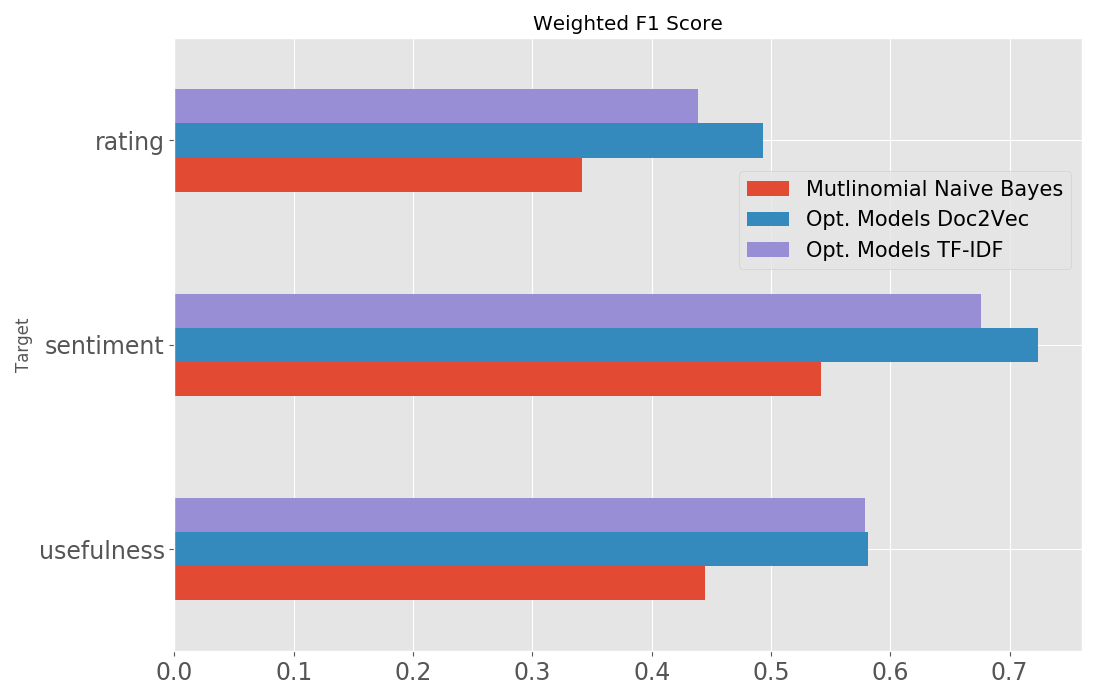 Weighted F1 Score
rating
Mutlinomial Naive Bayes
Opt. Models Doc2Vec
Opt. Models TF-IDF
Target
sentiment
usefulness
0.0 0.1 0.2 0.3 0.4 0.5 0.6 0.7